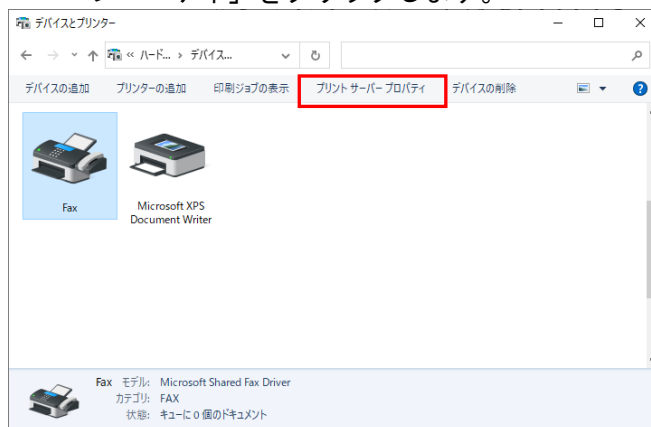 デバイスとプリンター
« ハード... › デバイス...
デバイスの追加 プリンターの追加 印刷ジョブの表示 プリント サーバー プロパティ デバイスの削除
Fax
Microsoft XPS
Document Writer
Fax モデル: Microsoft Shared Fax Driver
カテゴリ: FAX
状態: キューに 0 個のドキュメント